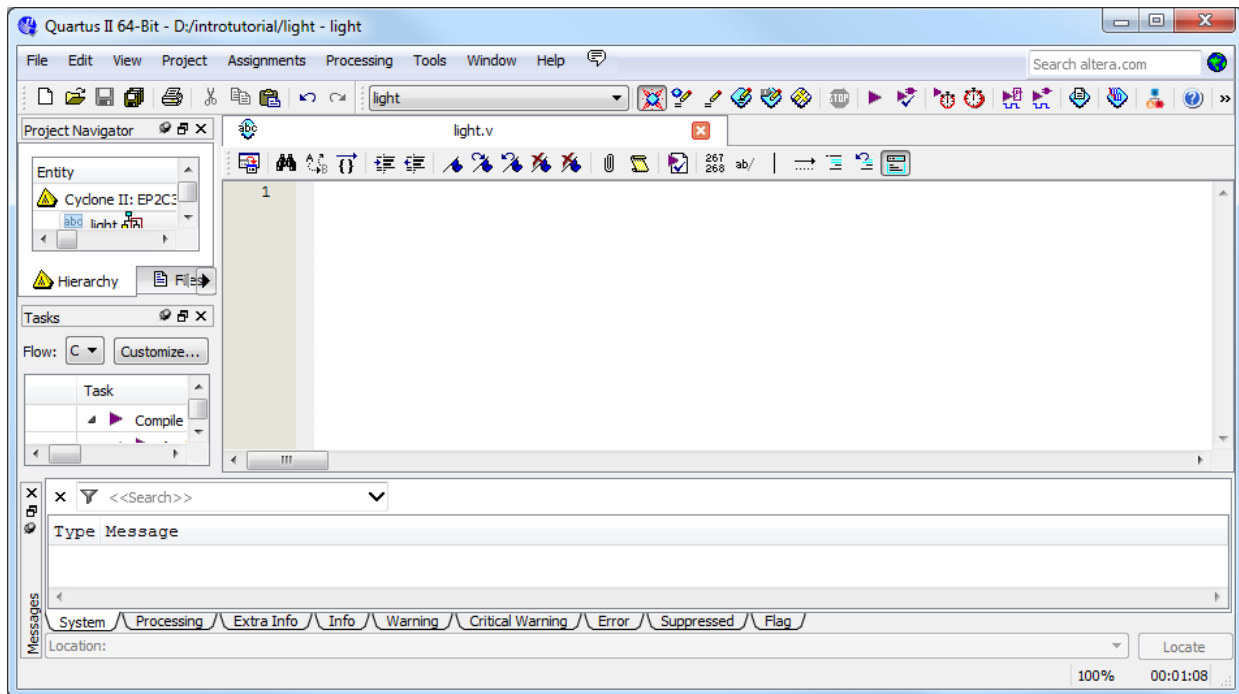 Quartus II 64-Bit - D:/introtutorial/light - light
File Edit View Project Assignments Processing Tools Window Help
Search altera.com
light
STOP
»
Project Navigator
abc
light.v
Entity
267
268
ab/
Cyclone II: EP2C3
1
abc light
Hierarchy
Files
Tasks
Flow: C Customize...
Task
Compile
<<Search>>
Type Message
Messages
System Processing Extra Info Info Warning Critical Warning Error Suppressed Flag
Location:
Locate
100% 00:01:08